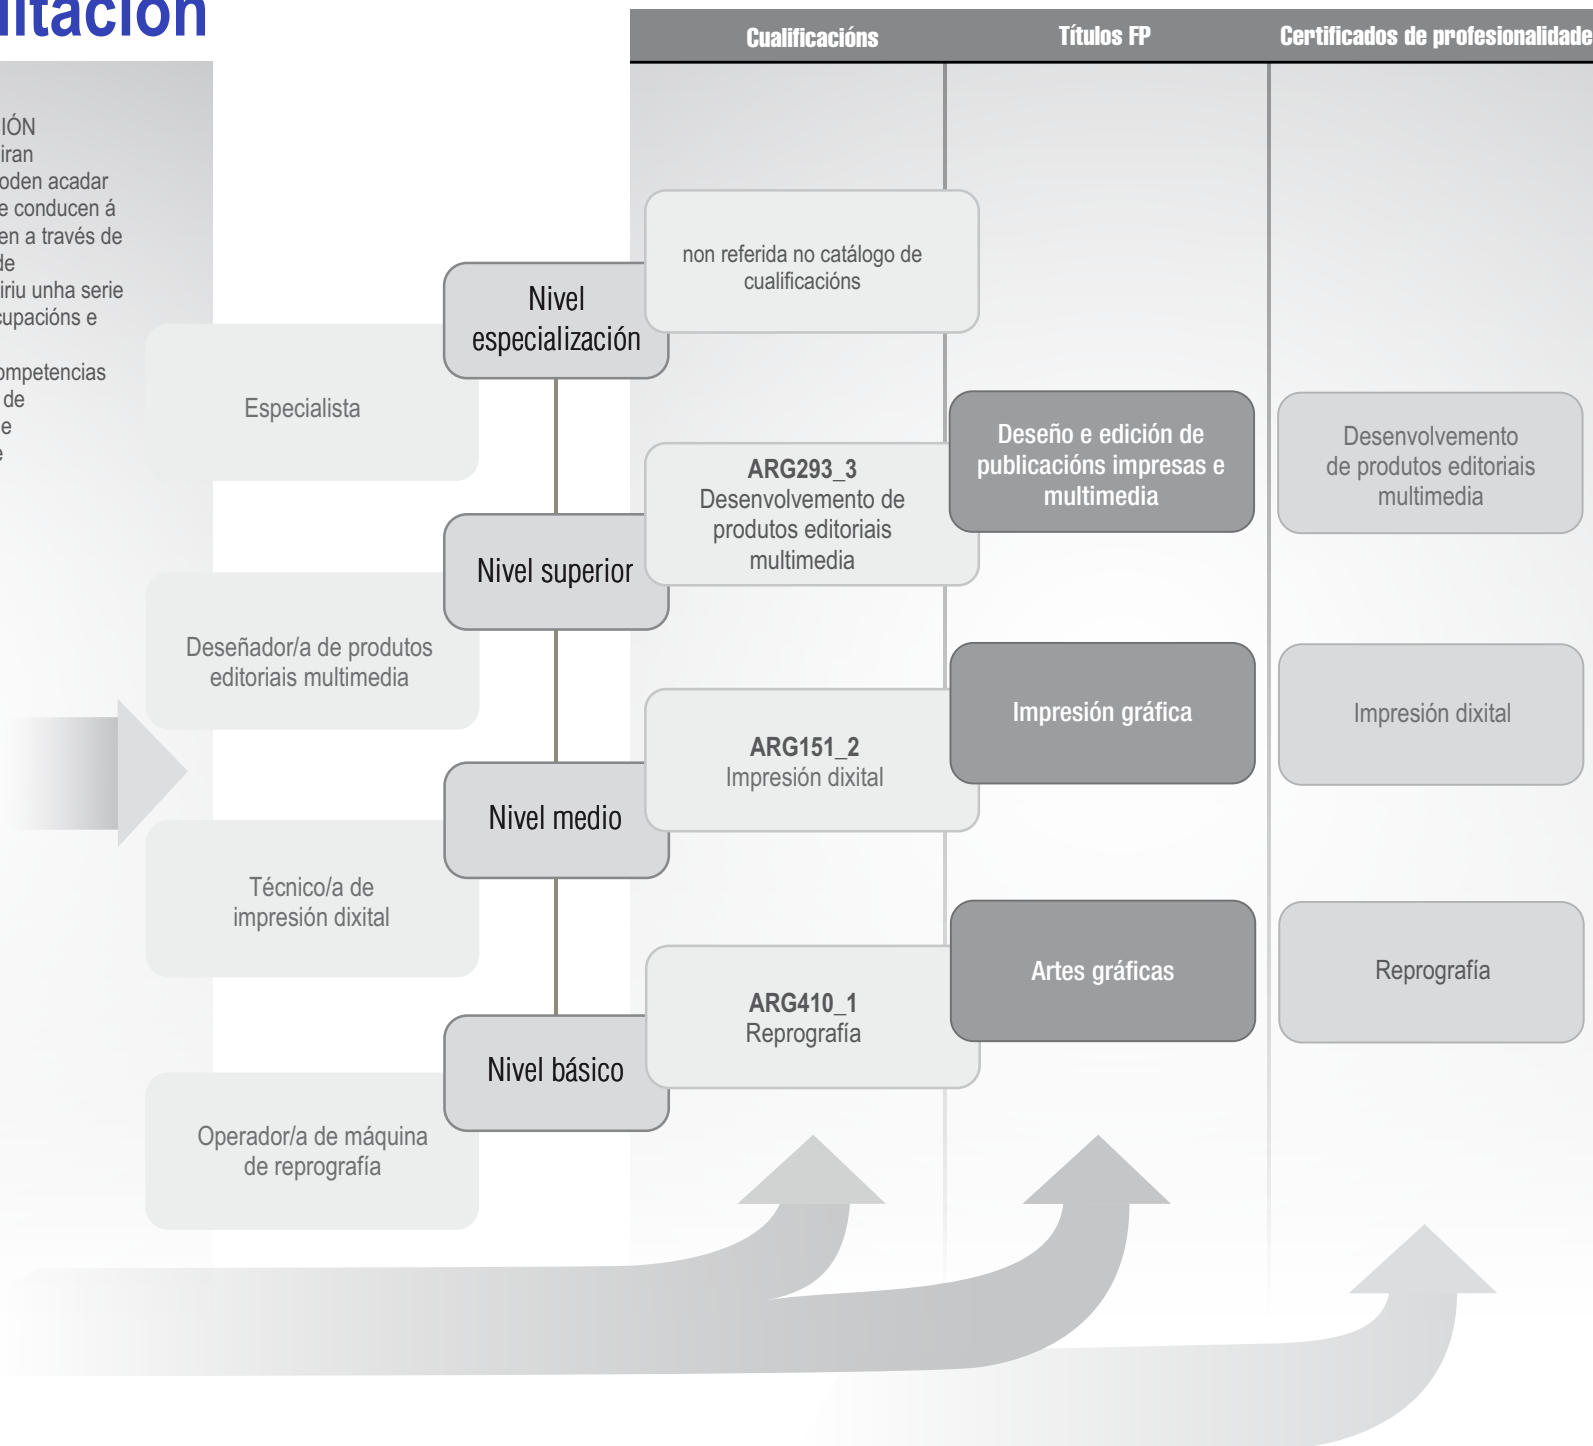 Cualificacións
Títulos FP
Certificados de profesionalidade
oden acadar
e conducen á
en a través de
de
iriu unha serie
cupacións e
ompetencias
de
e
e
Nivel
especialización
Nivel superior
Nivel medio
Nivel básico
Especialista
Deseñador/a de produtos
editoriais multimedia
Técnico/a de
impresión dixital
Operador/a de máquina
de reprografía
non referida no catálogo de
cualificacións
ARG293_3
Desenvolvemento de
produtos editoriais
multimedia
ARG151_2
Impresión dixital
ARG410_1
Reprografía
Deseño e edición de
publicacións impresas e
multimedia
Impresión gráfica
Artes gráficas
Desenvolvemento
de produtos editoriais
multimedia
Impresión dixital
Reprografía